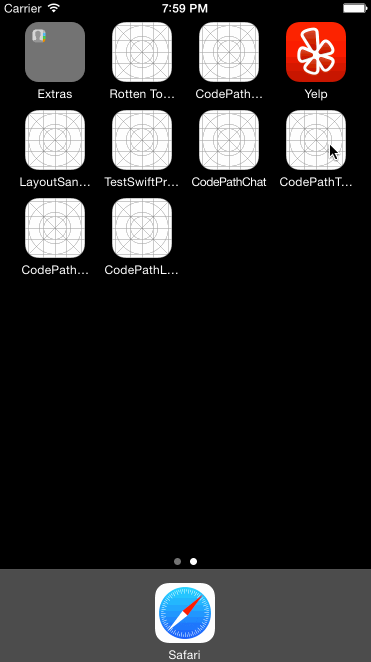 Carrier 7:59 PM
Extras Rotten To... CodePath... Yelp
LayoutSan... TestSwiftPr... CodePathChat CodePathT...
CodePath... CodePathL...
Safari